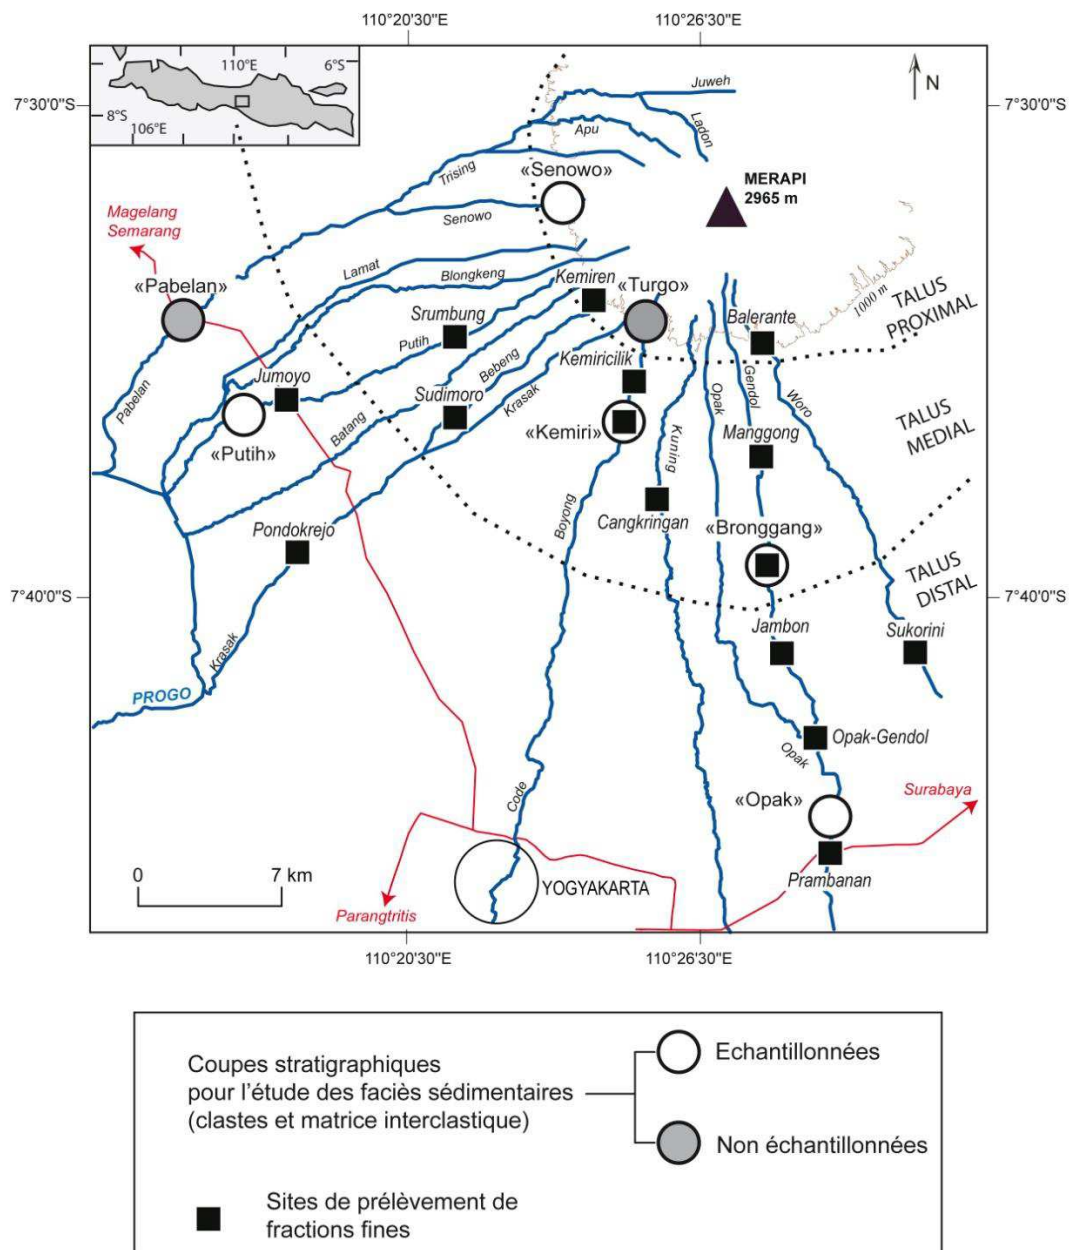 110°20'30"E
110°26'30"E
110°E
6°S
8°S
106°E
N
7°30'0"S
7°30'0"S
Juweh
Ladon
Apu
Trising
«Senowo»
Senowo
MERAPI
2965 m
Magelang
Semarang
Lamat
Blongkeng
«Pabelan»
Kemiren
«Turgo»
1000 m
TALUS
PROXIMAL
Srumbung
Putih
Balerante
Kemiricilik
Bebeng
Krasak
Opak
Gendol
Woro
Jumoyo
Pabelan
Sudimoro
«Putih»
Batang
«Kemiri»
Kuning
Manggong
TALUS
MEDIAL
Boyong
Cangkringan
«Bronggang»
Pondokrejo
TALUS
DISTAL
7°40'0"S
7°40'0"S
Jambon
Sukorini
Krasak
PROGO
Opak-Gendol
Opak
Code
«Opak»
Surabaya
0
7 km
YOGYAKARTA
Prambanan
Parangtritis
110°20'30"E
110°26'30"E
Coupes stratigraphiques
pour l'étude des faciès sédimentaires
(clastes et matrice interclastique)
Echantillonnées
Non échantillonnées
Sites de prélèvement de
fractions fines